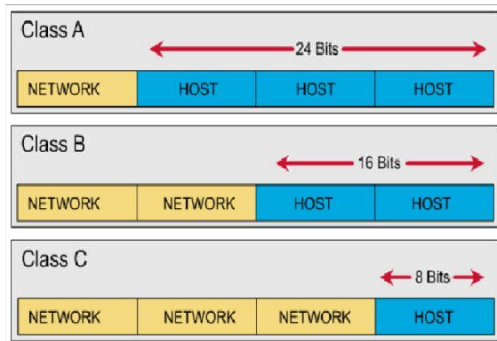 Class A
24 Bits
NETWORK HOST HOST HOST
Class B
16 Bits
NETWORK NETWORK HOST HOST
Class C
8 Bits
NETWORK NETWORK NETWORK HOST